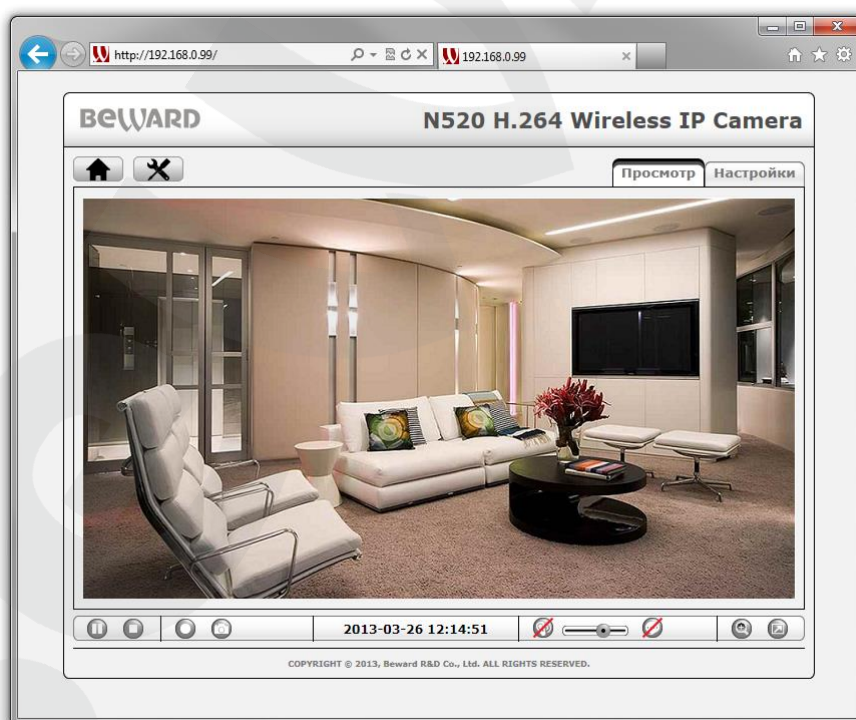 http://192.168.0.99/
192.168.0.99
BEWARD
N520 H.264 Wireless IP Camera
Просмотр
Настройки
2013-03-26 12:14:51
COPYRIGHT © 2013, Beward R&D Co., Ltd. ALL RIGHTS RESERVED.